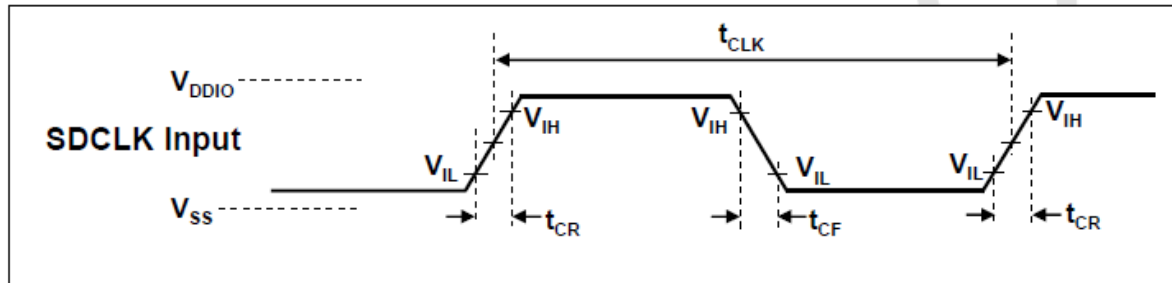 tCLK
VDDIO
SDCLK Input
VIH
VIH
VIH
VIL
VIL
VIL
VSS
tCR
tCF
tCR